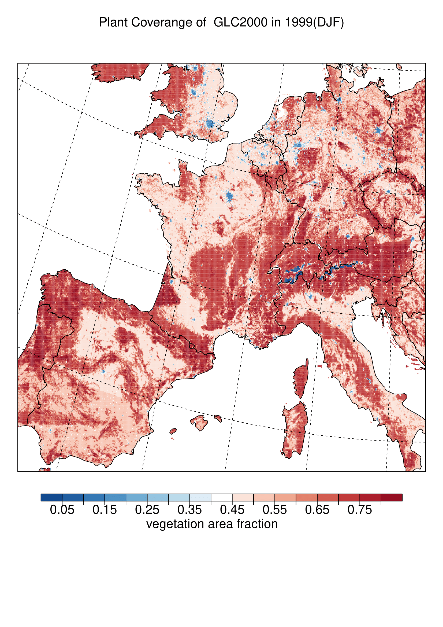 Plant Coverange of  GLC2000 in 1999(DJF)
0.05 0.15 0.25 0.35 0.45 0.55 0.65 0.75
vegetation area fraction